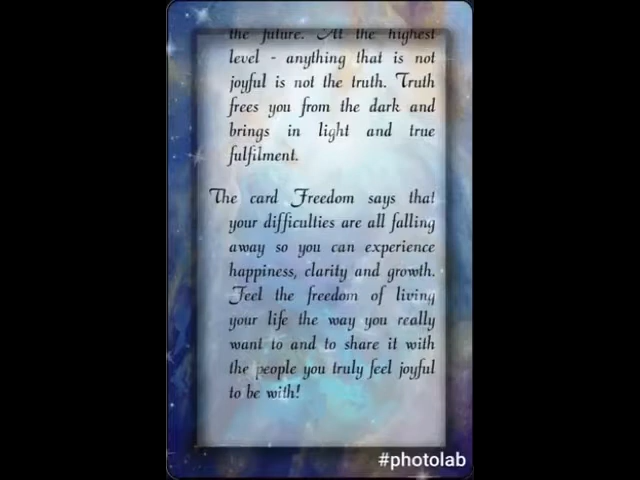 the future. At the highest
level - anything that is not
joyful is not the truth. Truth
frees you from the dark and
brings in light and true
fulfilment.
The card Freedom says that
your difficulties are all falling
away so you can experience
happiness, clarity and growth.
Feel the freedom of living
your life the way you really
want to and to share it with
the people you truly feel joyful
to be with!
#photolab